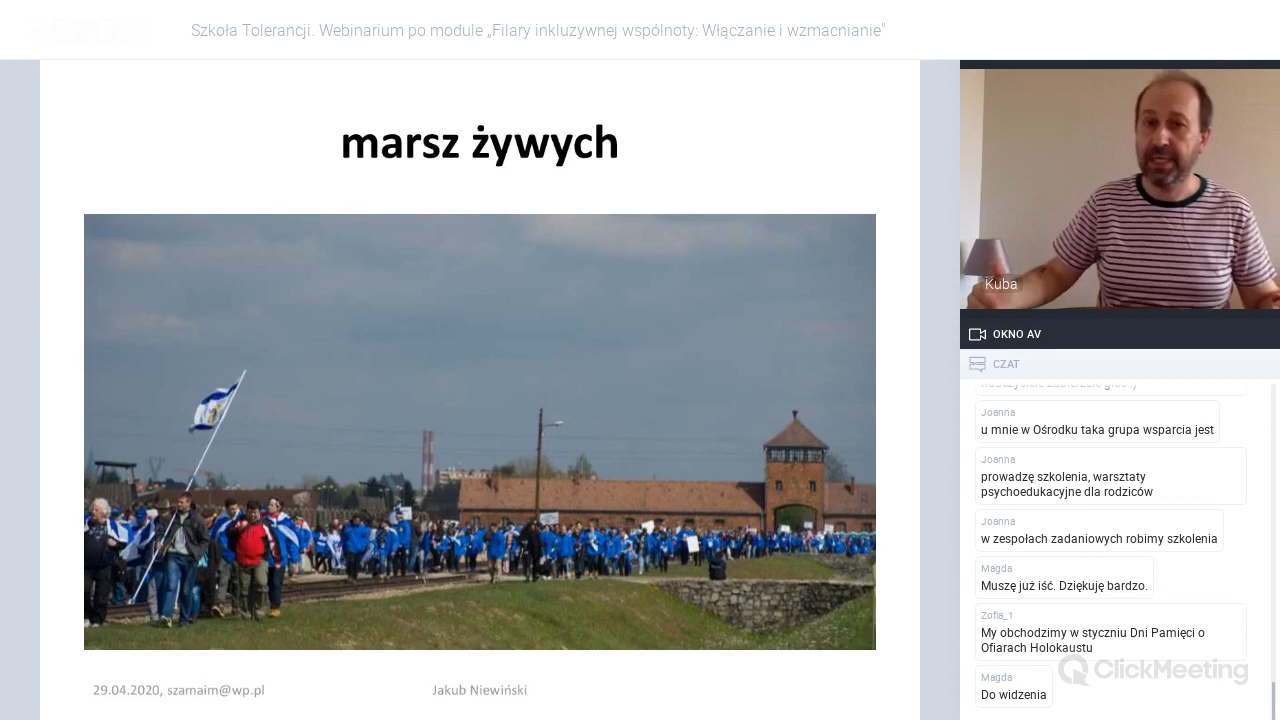 Szkoła Tolerancji. Webinarium po module „Filary inkluzywnej wspólnoty: Włączanie i wzmacnianie"
marsz żywych
29.04.2020, szamaim@wp.pl
Jakub Niewiński
Kuba
OKNO AV
CZAT
Joanna
u mnie w Ośrodku taka grupa wsparcia jest
Joanna
prowadzę szkolenia, warsztaty
psychoedukacyjne dla rodziców
Joanna
w zespołach zadaniowych robimy szkolenia
Magda
Muszę już iść. Dziękuję bardzo.
Zofia_1
My obchodzimy w styczniu Dni Pamięci o
Ofiarach Holokaustu
Magda
Do widzenia
ClickMeeting